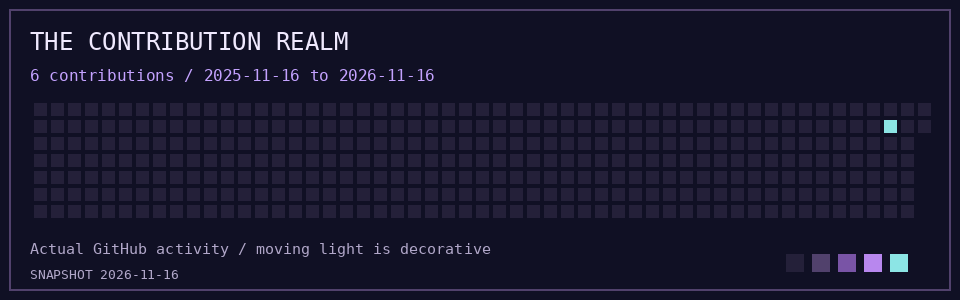 THE CONTRIBUTION REALM
6 contributions / 2025-11-16 to 2026-11-16
Actual GitHub activity / moving light is decorative
SNAPSHOT 2026-11-16